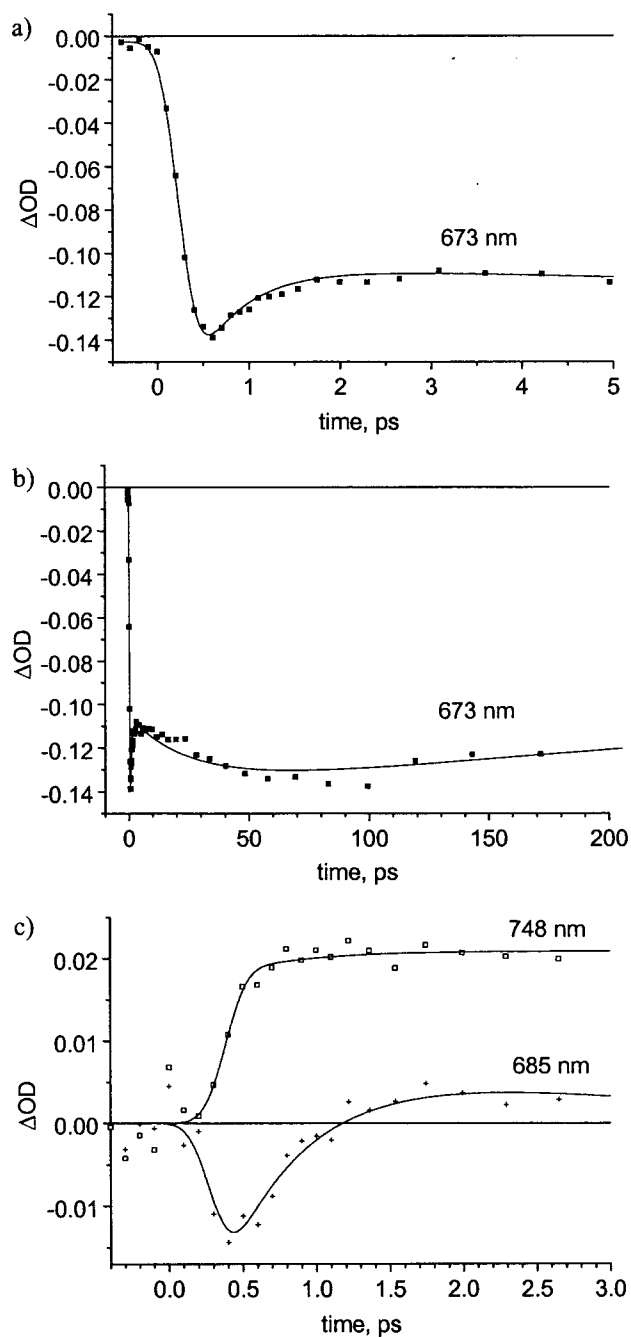 a)
0.00
-0.02
-0.04
-0.06
-0.08
-0.10
-0.12
-0.14
ΔOD
673 nm
0 1 2 3 4 5
time, ps
b)
0.00
-0.02
-0.04
-0.06
-0.08
-0.10
-0.12
-0.14
ΔOD
673 nm
0 50 100 150 200
time, ps
c)
748 nm
0.02
0.01
0.00
-0.01
ΔOD
685 nm
0.0 0.5 1.0 1.5 2.0 2.5 3.0
time, ps